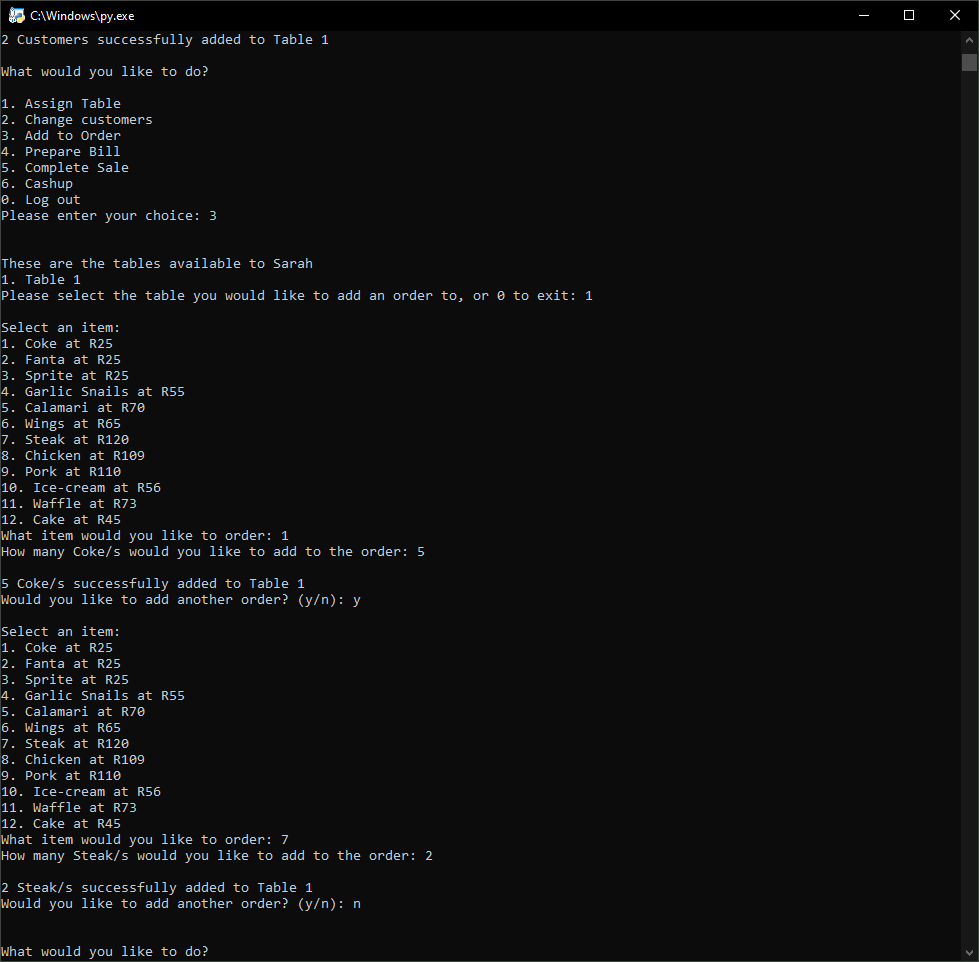 C:\Windows\py.exe
2 Customers successfully added to Table 1
What would you like to do?
1. Assign Table
2. Change customers
3. Add to Order
4. Prepare Bill
5. Complete Sale
6. Cashup
0. Log out
Please enter your choice: 3
These are the tables available to Sarah
1. Table 1
Please select the table you would like to add an order to, or 0 to exit: 1
Select an item:
1. Coke at R25
2. Fanta at R25
3. Sprite at R25
4. Garlic Snails at R55
5. Calamari at R70
6. Wings at R65
7. Steak at R120
8. Chicken at R109
9. Pork at R110
10. Ice-cream at R56
11. Waffle at R73
12. Cake at R45
What item would you like to order: 1
How many Coke/s would you like to add to the order: 5
5 Coke/s successfully added to Table 1
Would you like to add another order? (y/n): y
Select an item:
1. Coke at R25
2. Fanta at R25
3. Sprite at R25
4. Garlic Snails at R55
5. Calamari at R70
6. Wings at R65
7. Steak at R120
8. Chicken at R109
9. Pork at R110
10. Ice-cream at R56
11. Waffle at R73
12. Cake at R45
What item would you like to order: 7
How many Steak/s would you like to add to the order: 2
2 Steak/s successfully added to Table 1
Would you like to add another order? (y/n): n
What would you like to do?